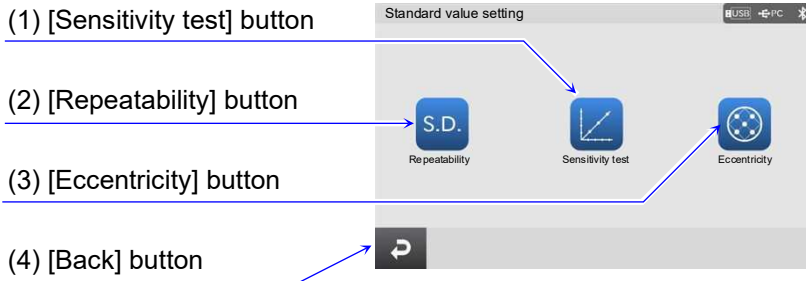 (1) [Sensitivity test] button
(2) [Repeatability] button
(3) [Eccentricity] button
(4) [Back] button
Standard value setting
USB PC
S.D.
Repeatability
Sensitivity test
Eccentricity